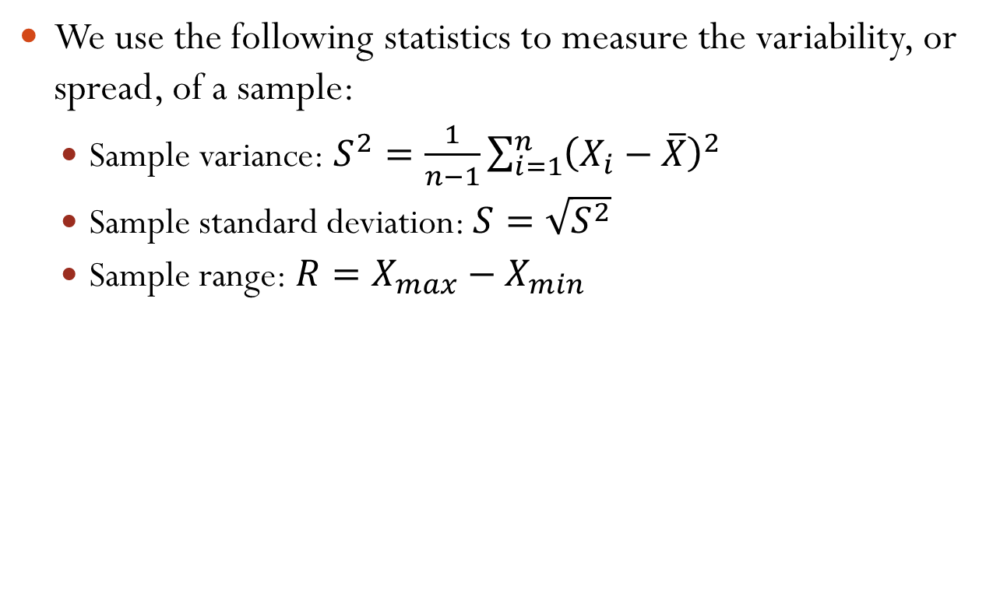 • We use the following statistics to measure the variability, or
spread, of a sample:
• Sample variance: $S^2 = \frac{1}{n-1}\sum_{i=1}^{n}(X_i - \bar{X})^2$
• Sample standard deviation: $S = \sqrt{S^2}$
• Sample range: $R = X_{max} - X_{min}$